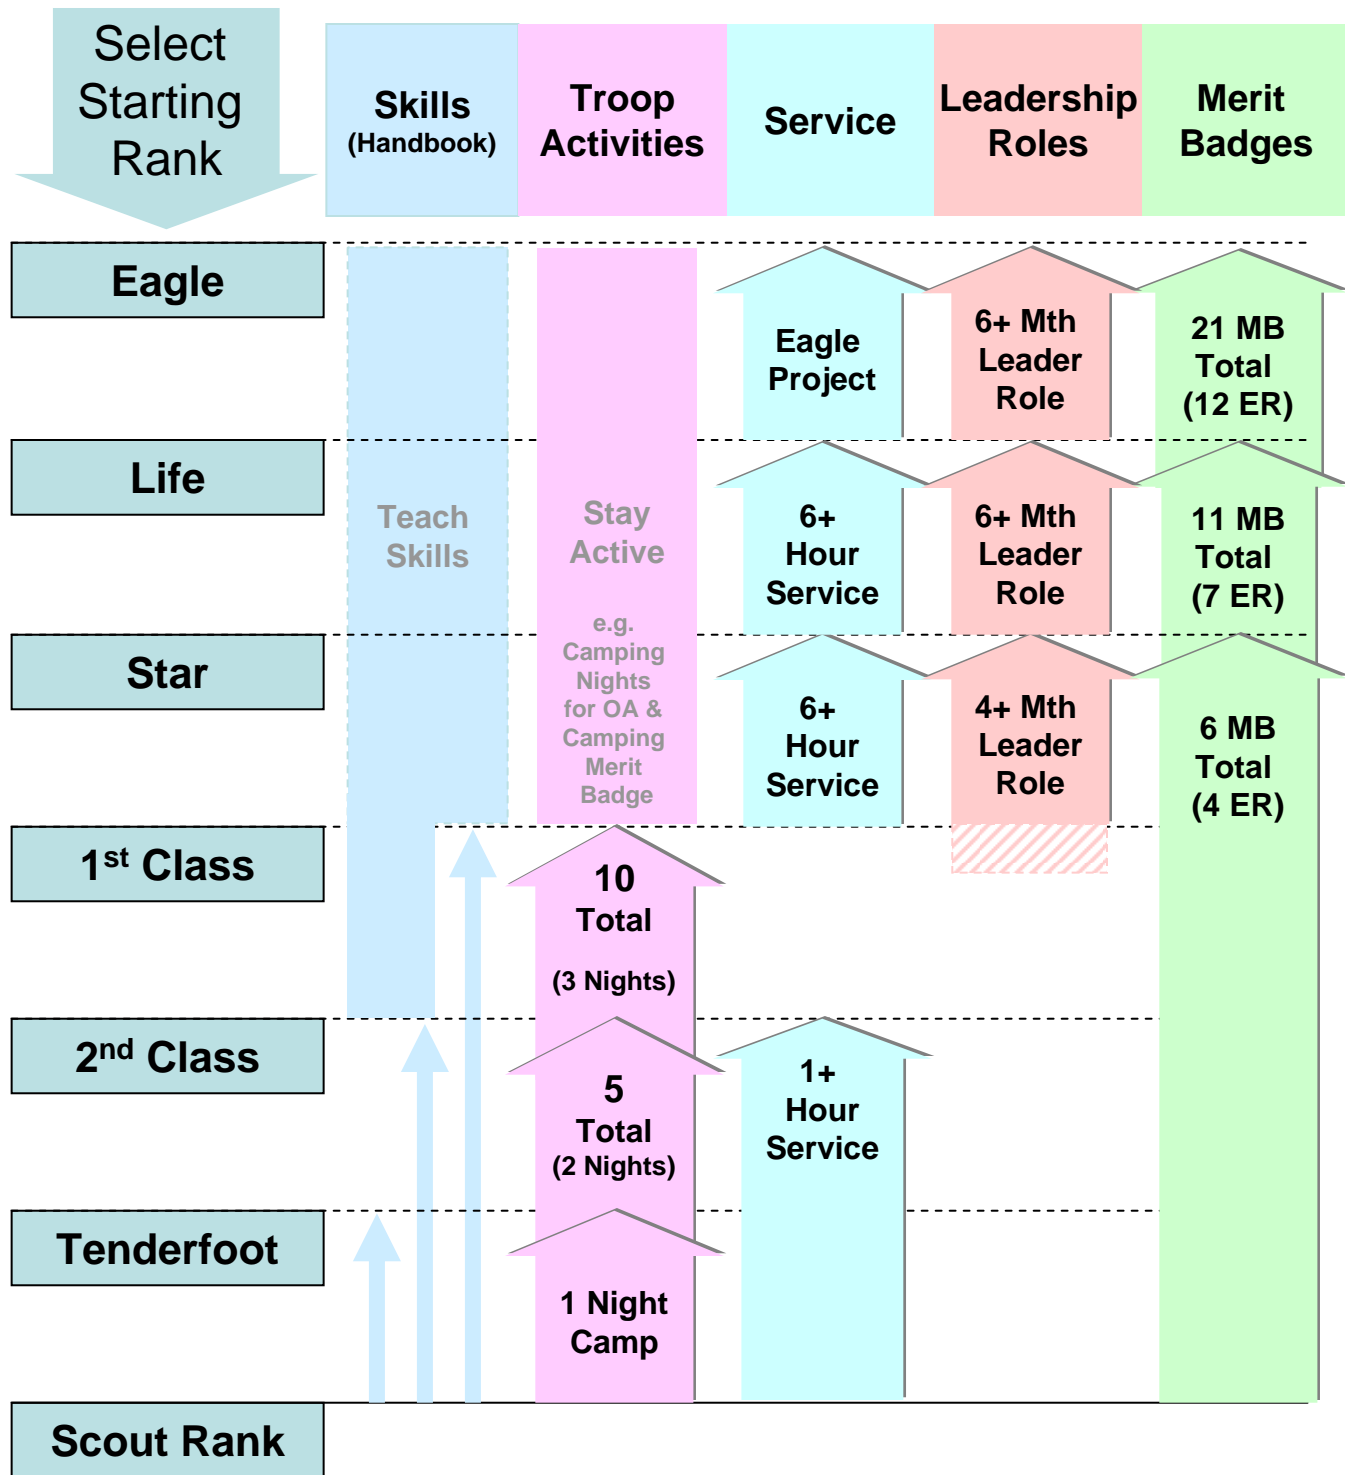 Select
Starting
Rank
Skills
(Handbook)
Troop
Activities
Service
Leadership
Roles
Merit
Badges
Eagle
Eagle
Project
6+ Mth
Leader
Role
21 MB
Total
(12 ER)
Life
Teach
Skills
Stay
Active
e.g.
Camping
Nights
for OA &
Camping
Merit
Badge
6+
Hour
Service
6+ Mth
Leader
Role
11 MB
Total
(7 ER)
Star
6+
Hour
Service
4+ Mth
Leader
Role
6 MB
Total
(4 ER)
1st Class
10
Total
(3 Nights)
2nd Class
5
Total
(2 Nights)
1+
Hour
Service
Tenderfoot
1 Night
Camp
Scout Rank